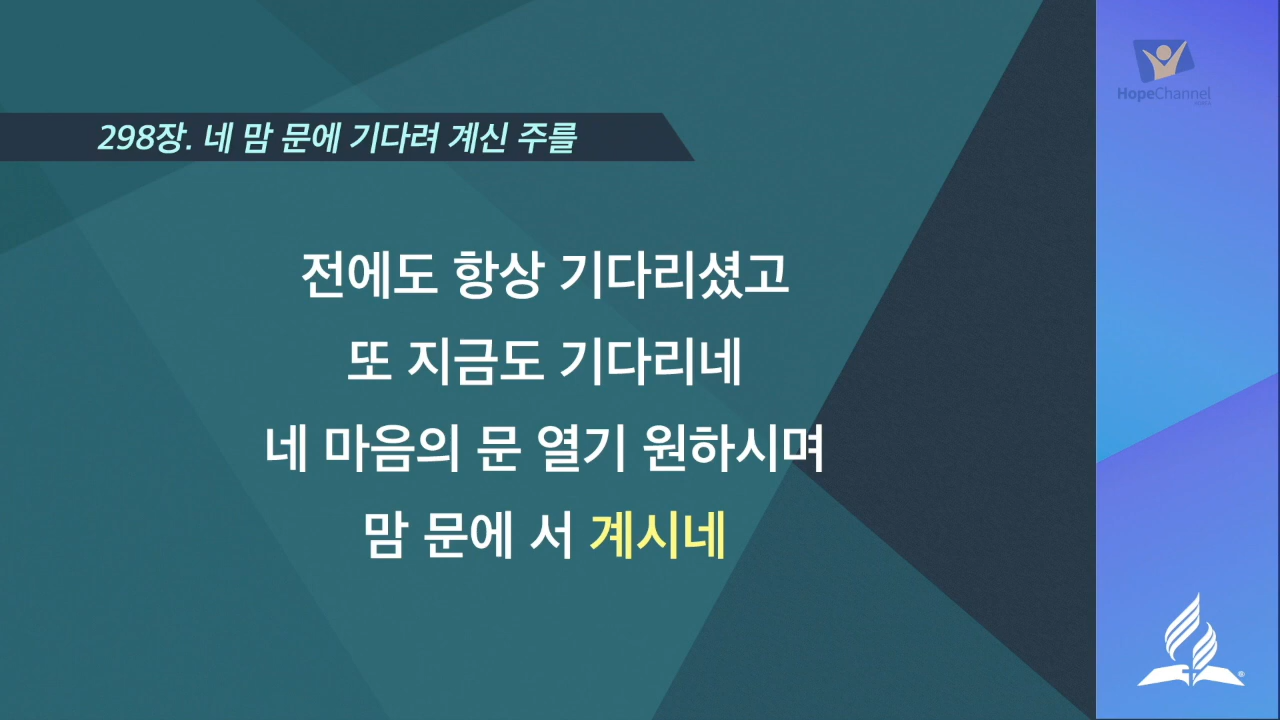 HopeChannel
298장. 네 맘 문에 기다려 계신 주를
전에도 항상 기다리셨고
또 지금도 기다리네
네 마음의 문 열기 원하시며
맘 문에 서 계시네
®